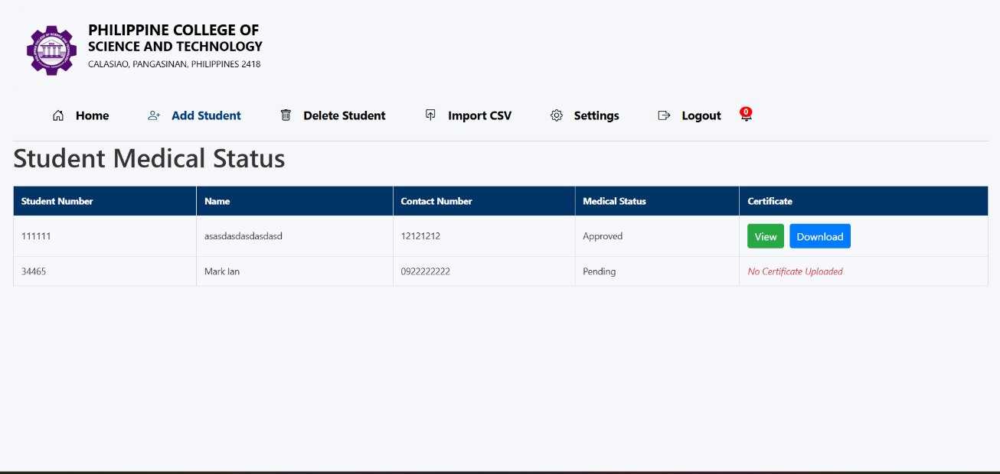 PHILIPPINE COLLEGE OF
SCIENCE AND TECHNOLOGY
CALASIAO, PANGASINAN, PHILIPPINES 2418
Home Add Student Delete Student Import CSV Settings Logout 0
Student Medical Status
Student Number Name Contact Number Medical Status Certificate
111111 asasdasdasdasdasd 12121212 Approved View Download
34465 Mark Ian 0922222222 Pending No Certificate Uploaded